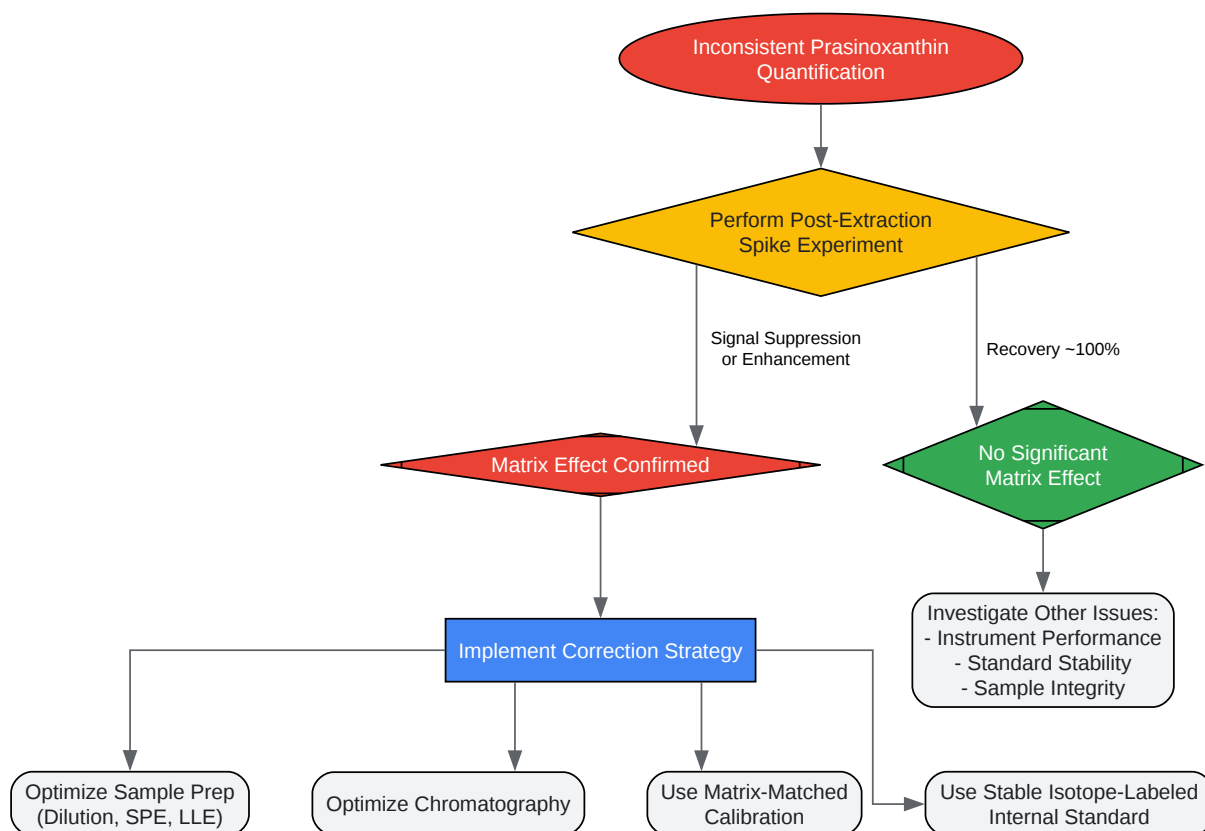 Inconsistent Prasinoxanthin
Quantification
Perform Post-Extraction
Spike Experiment
Signal Suppression
or Enhancement
Recovery ~100%
Matrix Effect Confirmed
No Significant
Matrix Effect
Investigate Other Issues:
- Instrument Performance
- Standard Stability
- Sample Integrity
Implement Correction Strategy
Optimize Sample Prep
(Dilution, SPE, LLE)
Optimize Chromatography
Use Matrix-Matched
Calibration
Use Stable Isotope-Labeled
Internal Standard